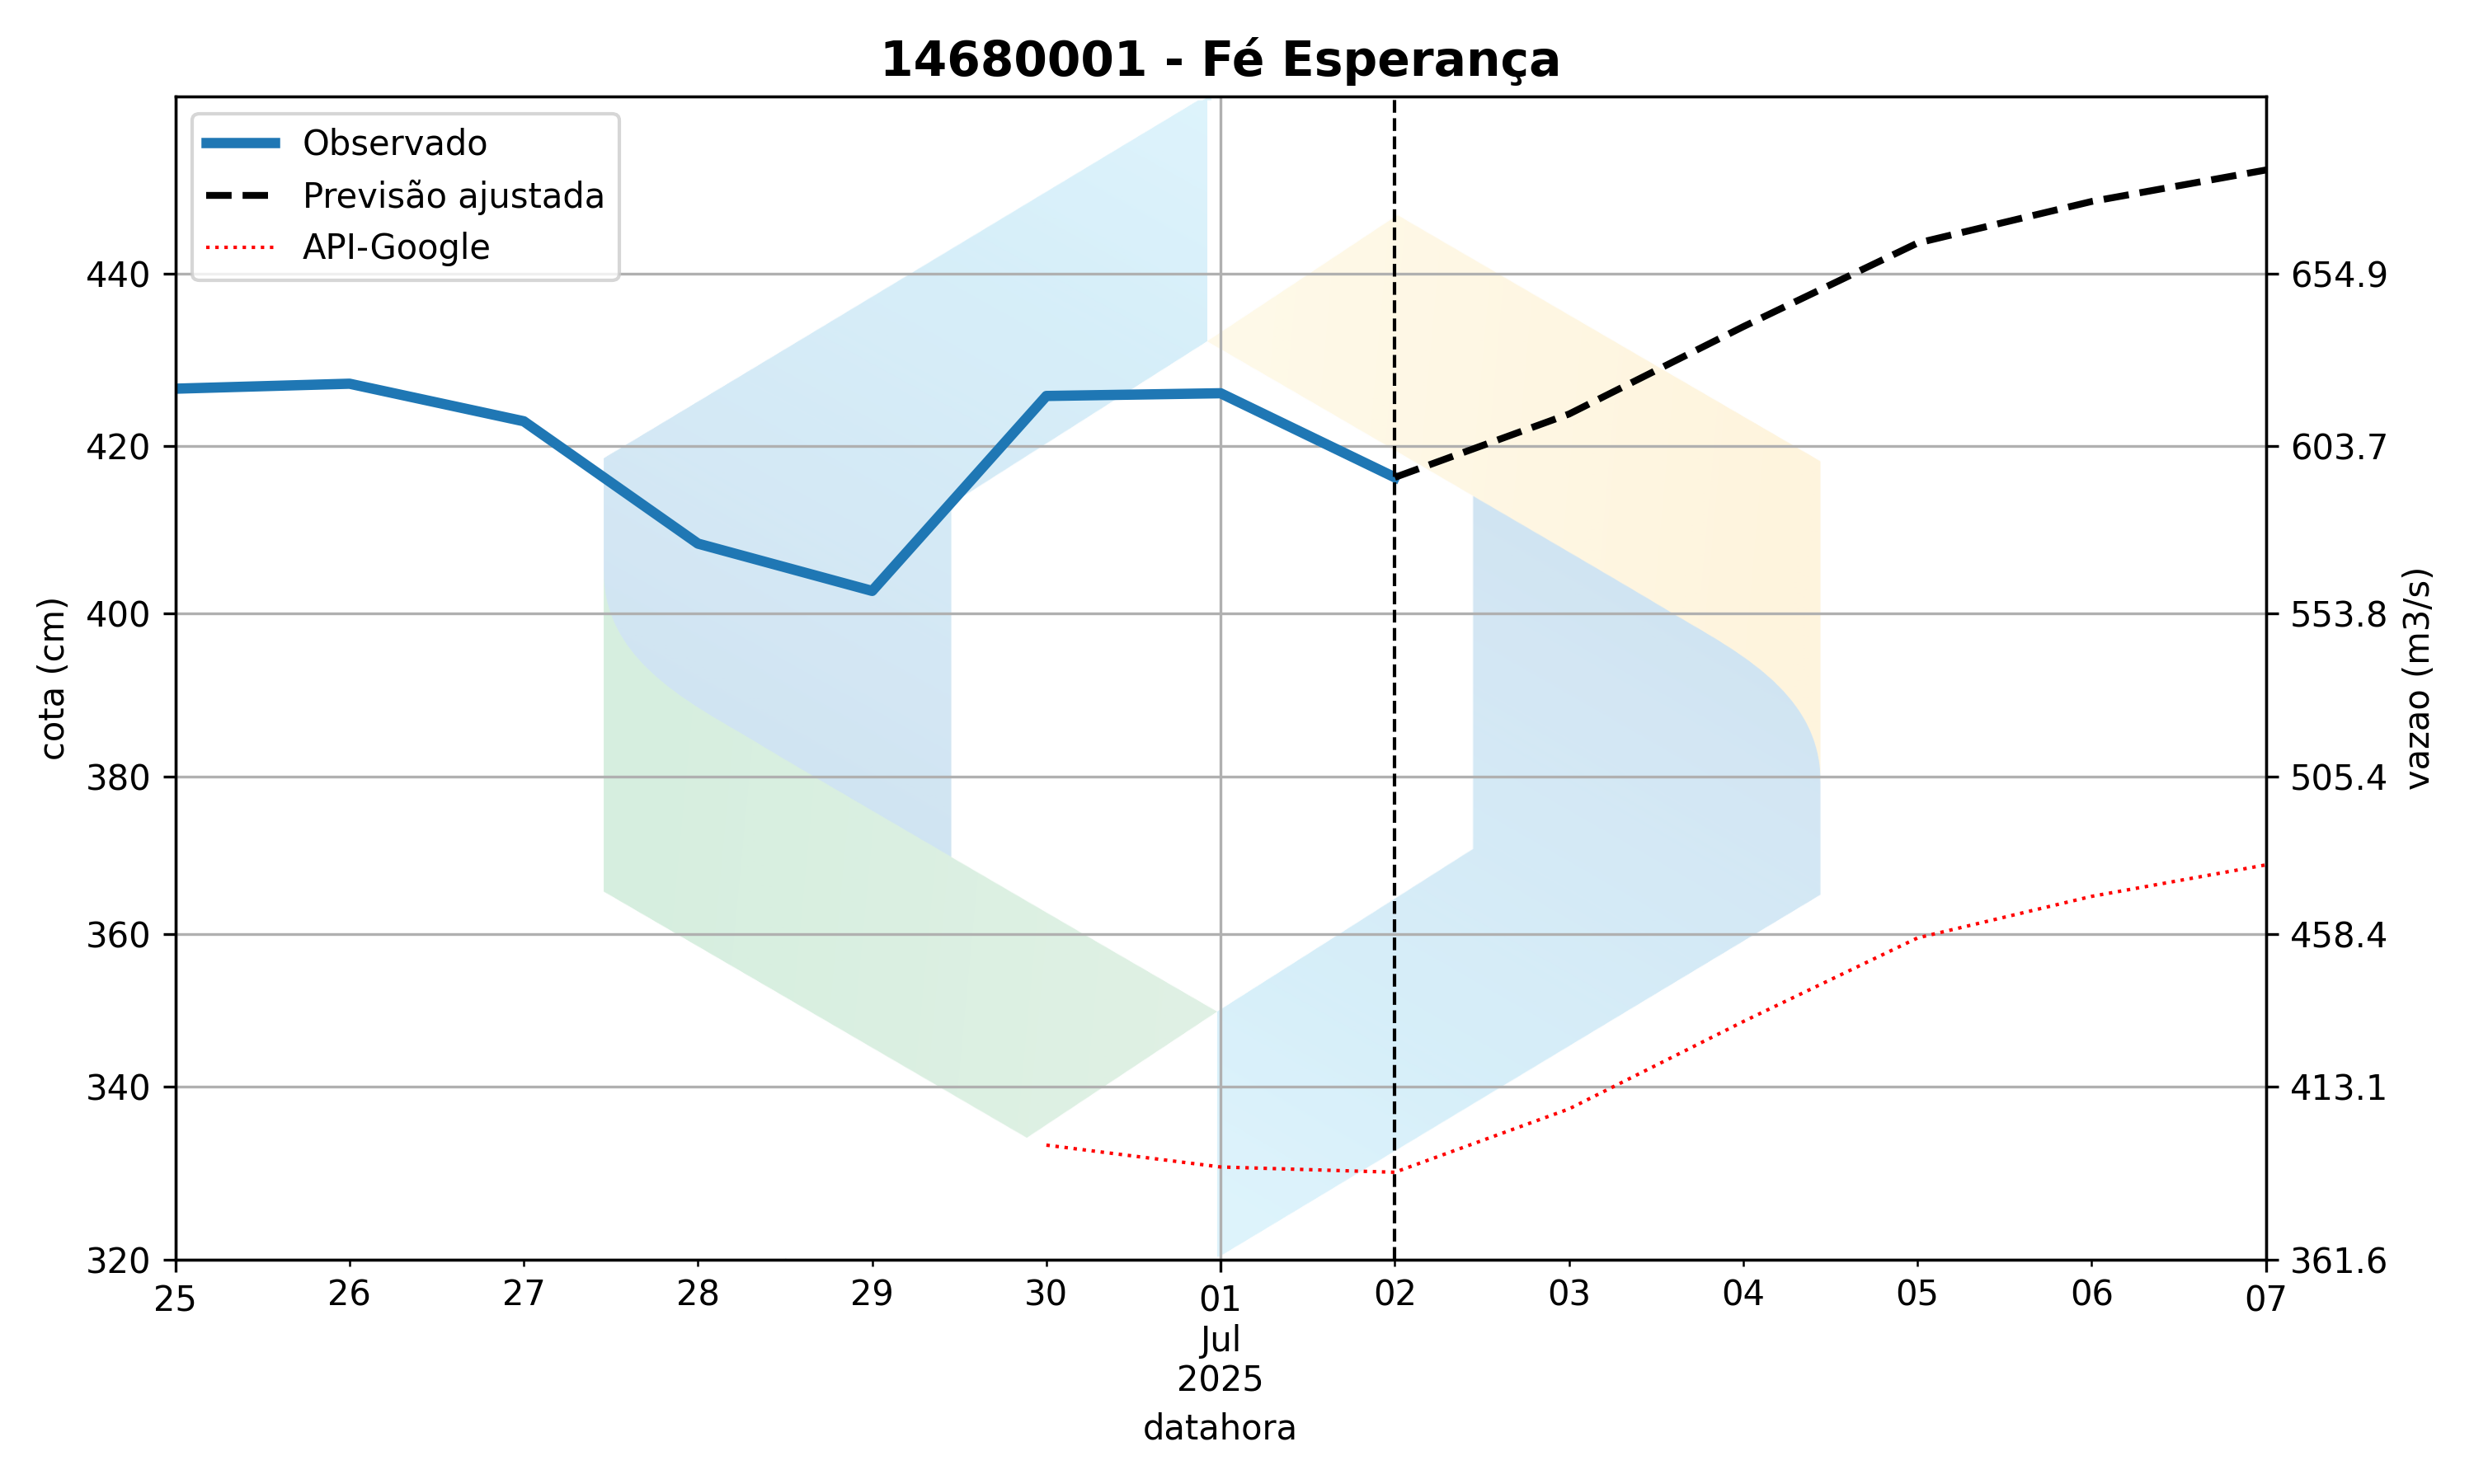 14680001 - Fé Esperança
Observado
Previsão ajustada
API-Google
440
420
400
380
360
340
320
cota (cm)
654.9
603.7
553.8
505.4
458.4
413.1
361.6
vazao (m3/s)
25 26 27 28 29 30 01 02 03 04 05 06 07
Jul
2025
datahora